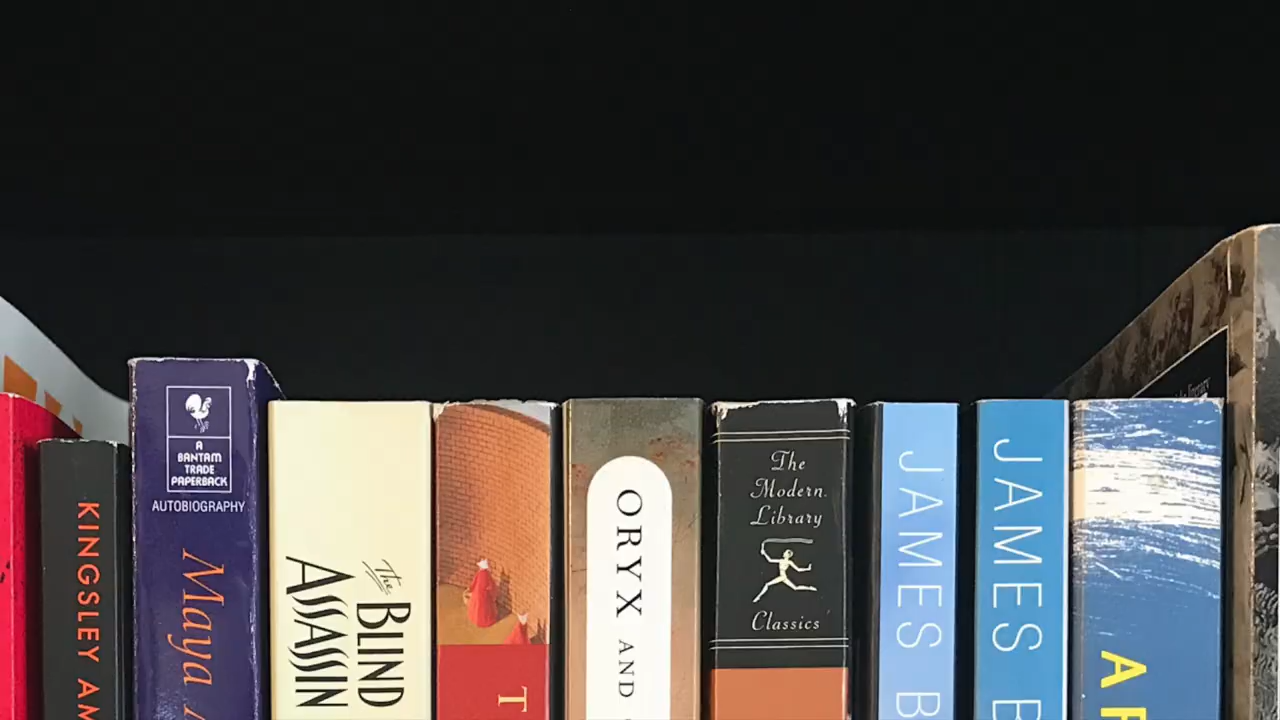 KINGSLEY AM
A
BANTAM
TRADE
PAPERBACK
AUTOBIOGRAPHY
Maya
The
BLIND
ASSASSIN
T
ORYX AND
The
Modern
Library
Classics
JAMES B
JAMES B
A F